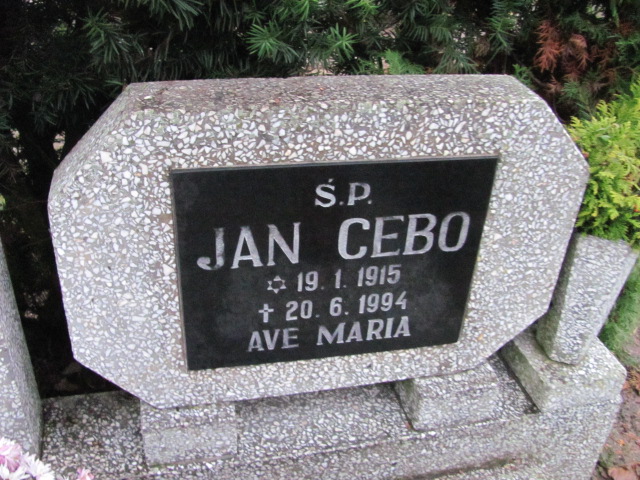 Ś.P.
JAN CEBO
✡ 19. 1. 1915
✝ 20. 6. 1994
AVE MARIA